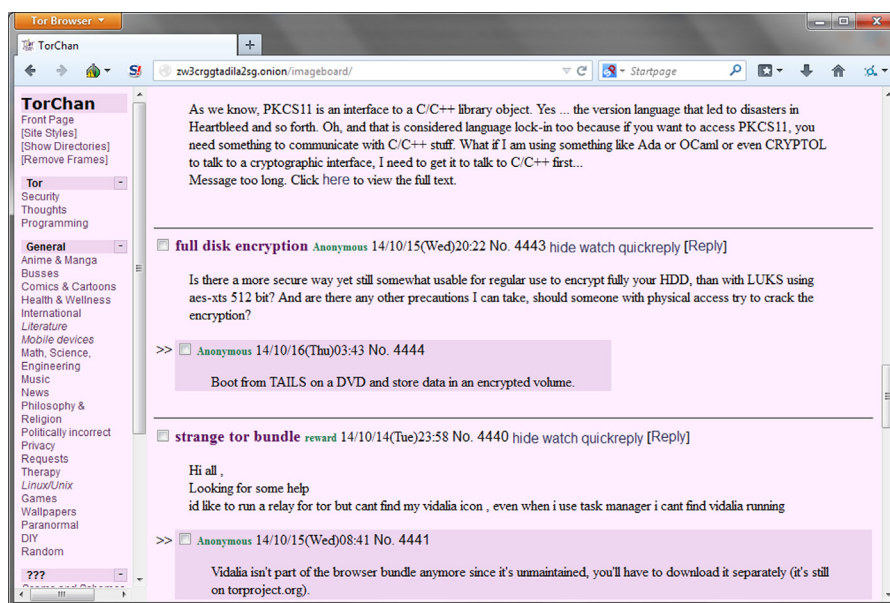 Tor Browser
TorChan
zw3crggtadila2sg.onion/imageboard/
Startpage
TorChan
Front Page
[Site Styles]
[Show Directories]
[Remove Frames]
Tor
Security
Thoughts
Programming
General
Anime & Manga
Busses
Comics & Cartoons
Health & Wellness
International
Literature
Mobile devices
Math, Science,
Engineering
Music
News
Philosophy &
Religion
Politically incorrect
Privacy
Requests
Therapy
Linux/Unix
Games
Wallpapers
Paranormal
DIY
Random
???
As we know, PKCS11 is an interface to a C/C++ library object. Yes ... the version language that led to disasters in
Heartbleed and so forth. Oh, and that is considered language lock-in too because if you want to access PKCS11, you
need something to communicate with C/C++ stuff. What if I am using something like Ada or OCaml or even CRYPTOL
to talk to a cryptographic interface, I need to get it to talk to C/C++ first...
Message too long. Click here to view the full text.
full disk encryption Anonymous 14/10/15(Wed)20:22 No. 4443 hide watch quickreply [Reply]
Is there a more secure way yet still somewhat usable for regular use to encrypt fully your HDD, than with LUKS using
aes-xts 512 bit? And are there any other precautions I can take, should someone with physical access try to crack the
encryption?
>> Anonymous 14/10/16(Thu)03:43 No. 4444
Boot from TAILS on a DVD and store data in an encrypted volume.
strange tor bundle reward 14/10/14(Tue)23:58 No. 4440 hide watch quickreply [Reply]
Hi all ,
Looking for some help
id like to run a relay for tor but cant find my vidalia icon , even when i use task manager i cant find vidalia running
>> Anonymous 14/10/15(Wed)08:41 No. 4441
Vidalia isn't part of the browser bundle anymore since it's unmaintained, you'll have to download it separately (it's still
on torproject.org).